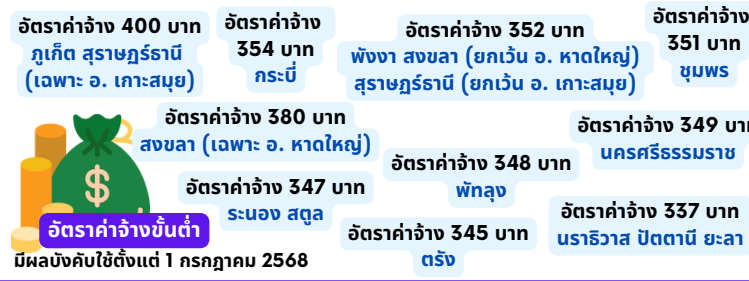 อัตราค่าจ้าง 400 บาท
ภูเก็ต สุราษฎร์ธานี
(เฉพาะ อ. เกาะสมุย)
อัตราค่าจ้าง
354 บาท
กระบี่
อัตราค่าจ้าง 352 บาท
พังงา สงขลา (ยกเว้น อ. หาดใหญ่)
สุราษฎร์ธานี (ยกเว้น อ. เกาะสมุย)
อัตราค่าจ้าง
351 บาท
ชุมพร
อัตราค่าจ้าง 380 บาท
สงขลา (เฉพาะ อ. หาดใหญ่)
อัตราค่าจ้าง 349 บาท
นครศรีธรรมราช
อัตราค่าจ้าง 348 บาท
พัทลุง
อัตราค่าจ้าง 347 บาท
ระนอง สตูล
อัตราค่าจ้าง 337 บาท
นราธิวาส ปัตตานี ยะลา
อัตราค่าจ้าง 345 บาท
ตรัง
$
อัตราค่าจ้างขั้นต่ำ
มีผลบังคับใช้ตั้งแต่ 1 กรกฎาคม 2568